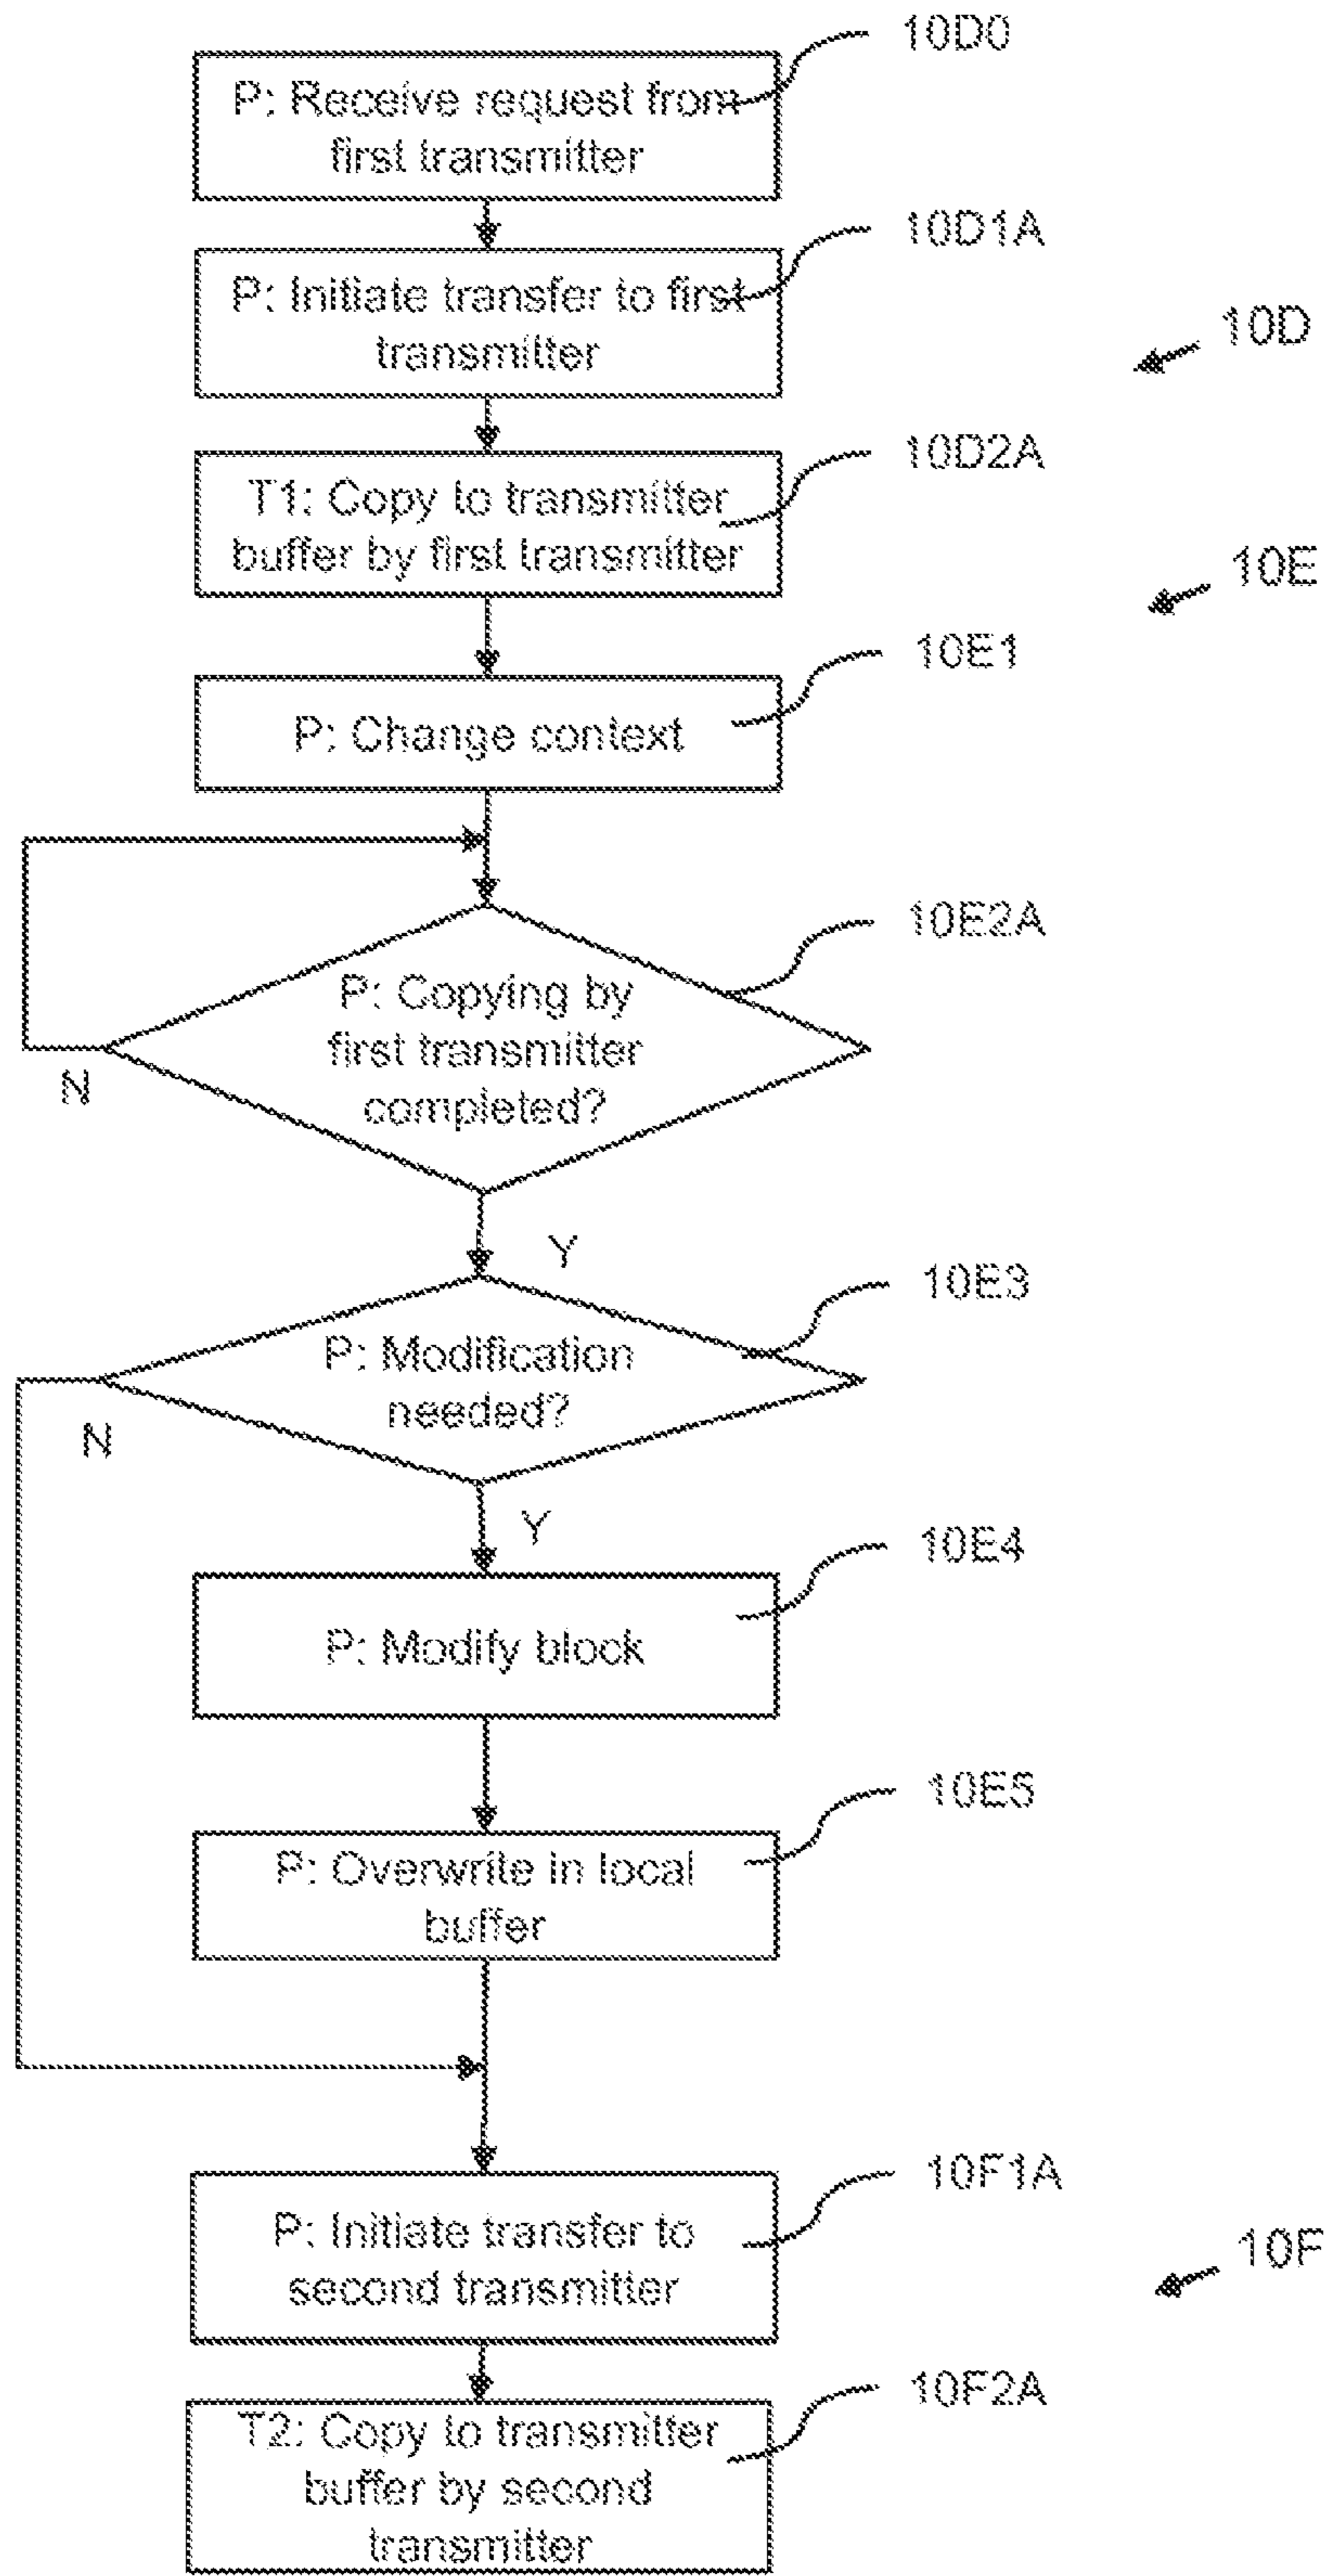 10D0
P: Receive request from
first transmitter
10D1A
P: Initiate transfer to first
transmitter
10D
10D2A
T1: Copy to transmitter
buffer by first transmitter
10E
10E1
P: Change context
10E2A
P: Copying by
first transmitter
completed?
N
Y
10E3
P: Modification
needed?
N
Y
10E4
P: Modify block
10E5
P: Overwrite in local
buffer
10F1A
P: Initiate transfer to
second transmitter
10F
10F2A
T2: Copy to transmitter
buffer by second
transmitter